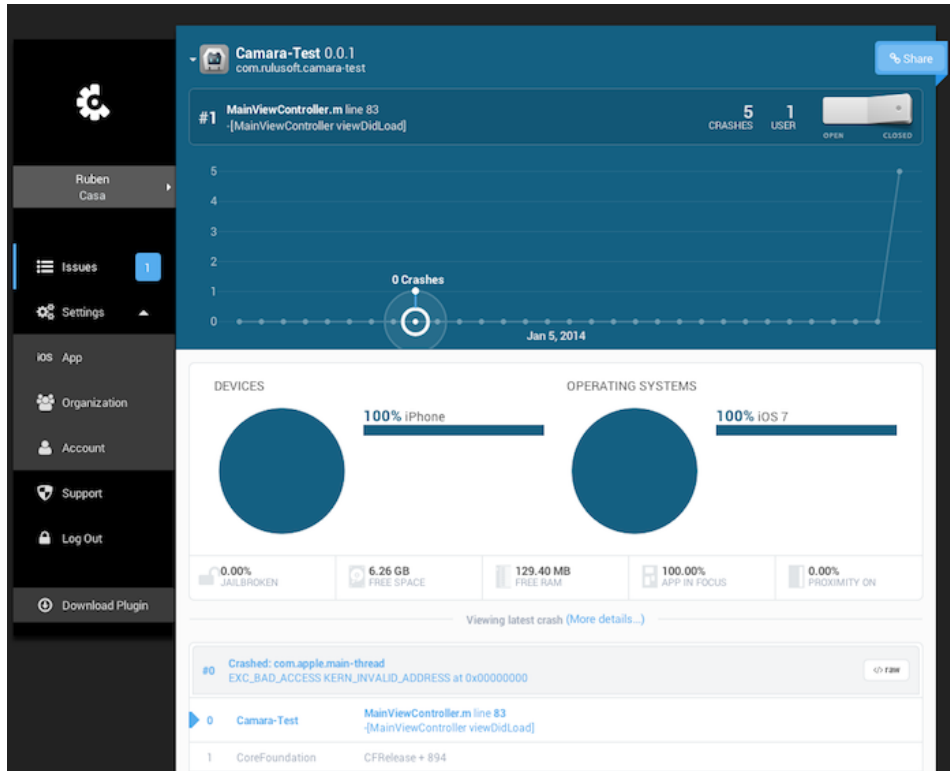 Camara-Test 0.0.1
com.rulusoft.camara-test
Share
#1
MainViewController.m line 83
-[MainViewController viewDidLoad]
5
CRASHES
1
USER
OPEN
CLOSED
Ruben
Casa
Issues
1
Settings
iOS App
Organization
Account
Support
Log Out
Download Plugin
5
4
3
2
1
0
0 Crashes
Jan 5, 2014
DEVICES
100% iPhone
OPERATING SYSTEMS
100% iOS 7
0.00%
JAILBROKEN
6.26 GB
FREE SPACE
129.40 MB
FREE RAM
100.00%
APP IN FOCUS
0.00%
PROXIMITY ON
Viewing latest crash (More details...)
#0
Crashed: com.apple.main-thread
EXC_BAD_ACCESS KERN_INVALID_ADDRESS at 0x00000000
</> raw
0 Camara-Test
MainViewController.m line 83
-[MainViewController viewDidLoad]
1 CoreFoundation CFRelease + 894